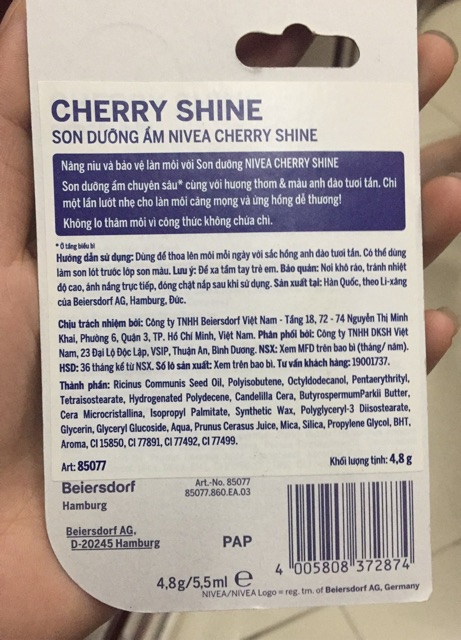 CHERRY SHINE
SON DƯỠNG ẨM NIVEA CHERRY SHINE
Nâng niu và bảo vệ làn môi với Son dưỡng NIVEA CHERRY SHINE
Son dưỡng ẩm chuyên sâu* cùng với hương thơm & màu anh đào tươi tắn. Chỉ
một lần lướt nhẹ cho làn môi căng mọng và ửng hồng dễ thương!
Không lo thâm môi vì công thức không chứa chì.
* Ở tầng biểu bì
Hướng dẫn sử dụng: Dùng để thoa lên môi mỗi ngày với sắc hồng anh đào tươi tắn. Có thể dùng
làm son lót trước lớp son màu. Lưu ý: Để xa tầm tay trẻ em. Bảo quản: Nơi khô ráo, tránh nhiệt
độ cao, ánh nắng trực tiếp, đóng chặt nắp sau khi sử dụng. Sản xuất tại: Hàn Quốc, theo Li-xăng
của Beiersdorf AG, Hamburg, Đức.
Chịu trách nhiệm bởi: Công ty TNHH Beiersdorf Việt Nam - Tầng 18, 72 - 74 Nguyễn Thị Minh
Khai, Phường 6, Quận 3, TP. Hồ Chí Minh, Việt Nam. Phân phối bởi: Công ty TNHH DKSH Việt
Nam, 23 Đại Lộ Độc Lập, VSIP, Thuận An, Bình Dương. NSX: Xem MFD trên bao bì (tháng/ năm).
HSD: 36 tháng kể từ NSX. Số lô sản xuất: Xem trên bao bì. Tư vấn khách hàng: 19001737.
Thành phần: Ricinus Communis Seed Oil, Polyisobutene, Octyldodecanol, Pentaerythrityl,
Tetraisostearate, Hydrogenated Polydecene, Candelilla Cera, ButyrospermumParkii Butter,
Cera Microcristallina, Isopropyl Palmitate, Synthetic Wax, Polyglyceryl-3 Diisostearate,
Glycerin, Glyceryl Glucoside, Aqua, Prunus Cerasus Juice, Mica, Silica, Propylene Glycol, BHT,
Aroma, CI 15850, CI 77891, CI 77492, CI 77499.
Art: 85077 Khối lượng tịnh: 4,8 g
Beiersdorf
Hamburg
Art.-No. 85077
85077.860.EA.03
Beiersdorf AG,
D-20245 Hamburg
PAP
4,8g/5,5ml e
4 005808 372874
NIVEA/NIVEA Logo = reg. tm. of Beiersdorf AG, Germany